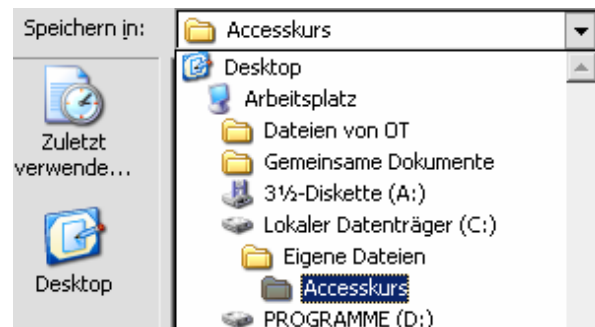 Speichern in:
Accesskurs
Desktop
Arbeitsplatz
Dateien von OT
Gemeinsame Dokumente
3½-Diskette (A:)
Lokaler Datenträger (C:)
Eigene Dateien
Accesskurs
PROGRAMME (D:)
Zuletzt
verwende...
Desktop